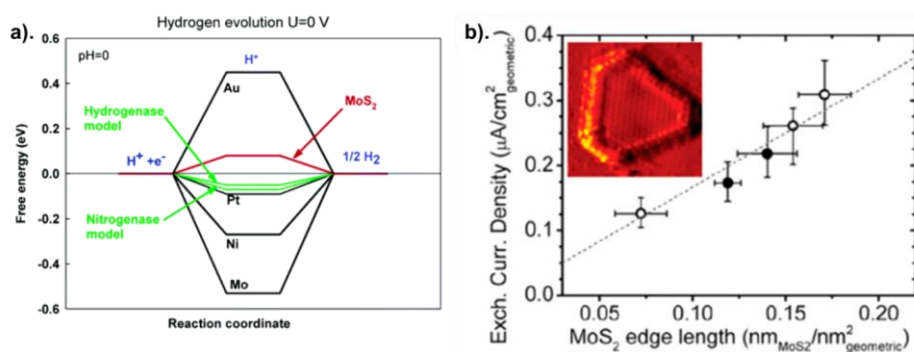 a).
Hydrogen evolution U=0 V
Free energy (eV)
0.6
0.4
0.2
0.0
-0.2
-0.4
-0.6
pH=0
H⁺
Au
MoS₂
Hydrogenase
model
H⁺ +e⁻
1/2 H₂
Pt
Nitrogenase
model
Ni
Mo
Reaction coordinate
b).
Exch. Curr. Density (μA/cm²geometric)
0.4
0.3
0.2
0.1
0.0
0.05 0.10 0.15 0.20
MoS₂ edge length (nmMoS2/nm²geometric)